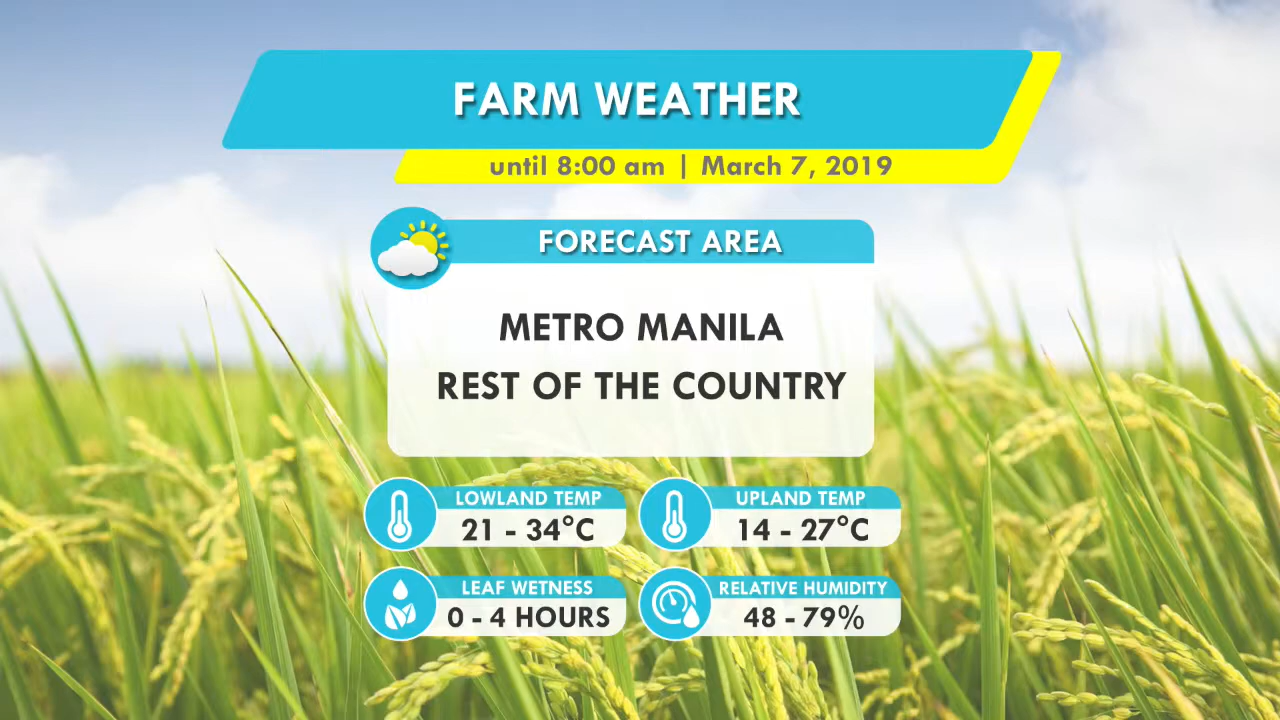 FARM WEATHER
until 8:00 am | March 7, 2019
FORECAST AREA
METRO MANILA
REST OF THE COUNTRY
LOWLAND TEMP
21 - 34°C
UPLAND TEMP
14 - 27°C
LEAF WETNESS
0 - 4 HOURS
RELATIVE HUMIDITY
48 - 79%